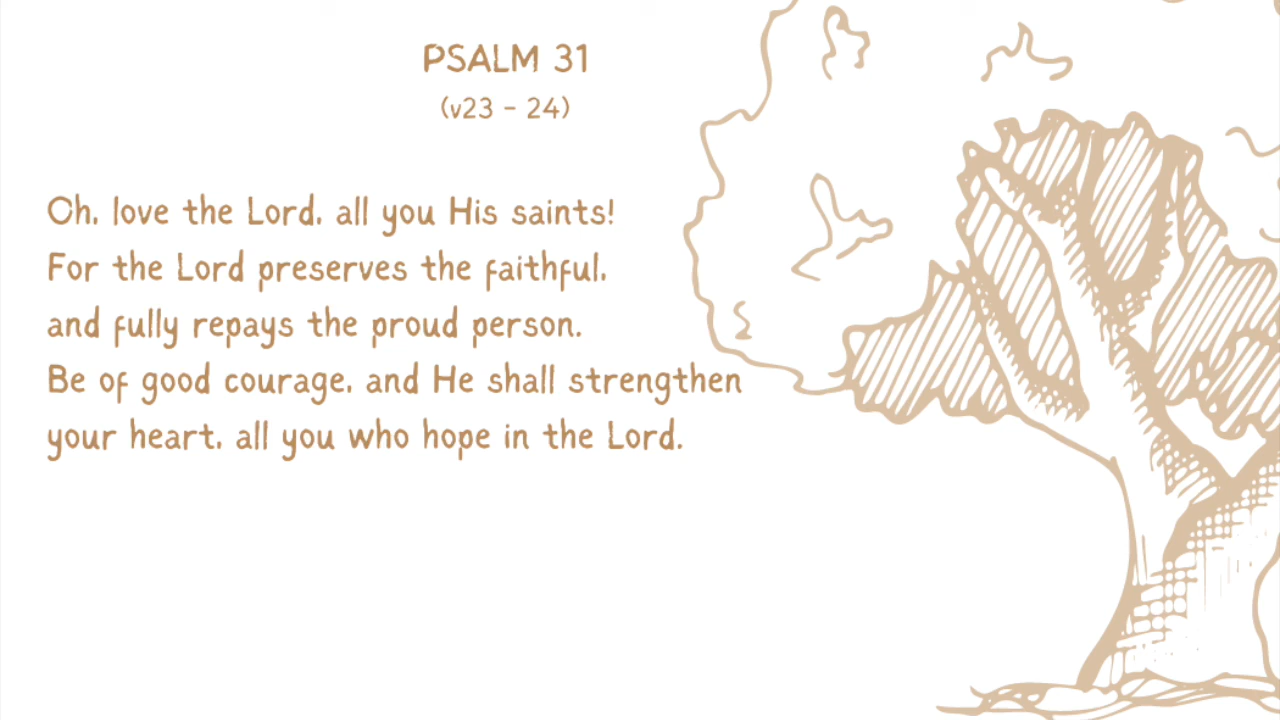 PSALM 31
(v23 - 24)
Oh, love the Lord, all you His saints!
For the Lord preserves the faithful,
and fully repays the proud person.
Be of good courage, and He shall strengthen
your heart, all you who hope in the Lord.